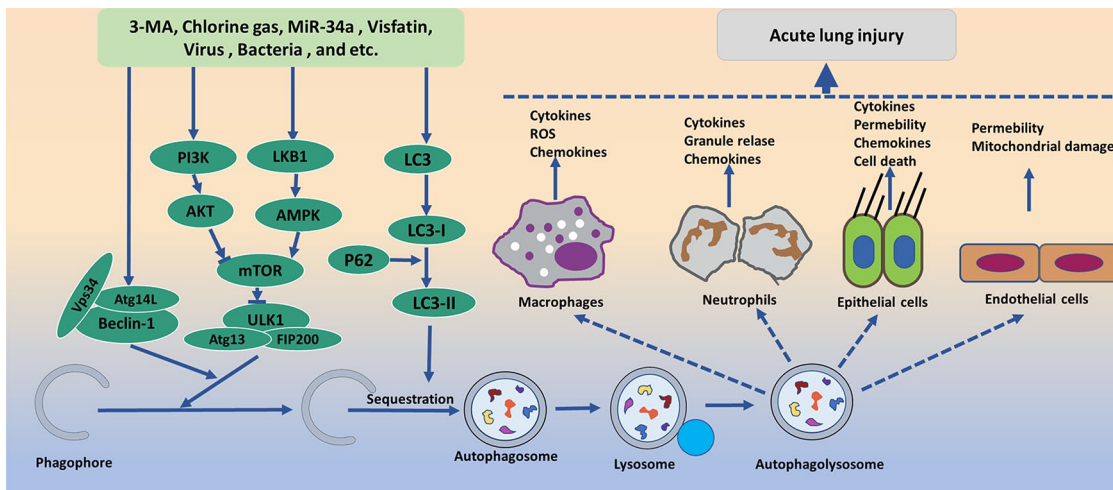 3-MA, Chlorine gas, MiR-34a , Visfatin,
Virus , Bacteria , and etc.
Acute lung injury
Cytokines
ROS
Chemokines
Cytokines
Granule relase
Chemokines
Cytokines
Permebility
Chemokines
Cell death
Permebility
Mitochondrial damage
PI3K
LKB1
LC3
AKT
AMPK
LC3-I
P62
mTOR
LC3-II
Vps34
Atg14L
Beclin-1
ULK1
Atg13
FIP200
Macrophages
Neutrophils
Epithelial cells
Endothelial cells
Sequestration
Phagophore
Autophagosome
Lysosome
Autophagolysosome